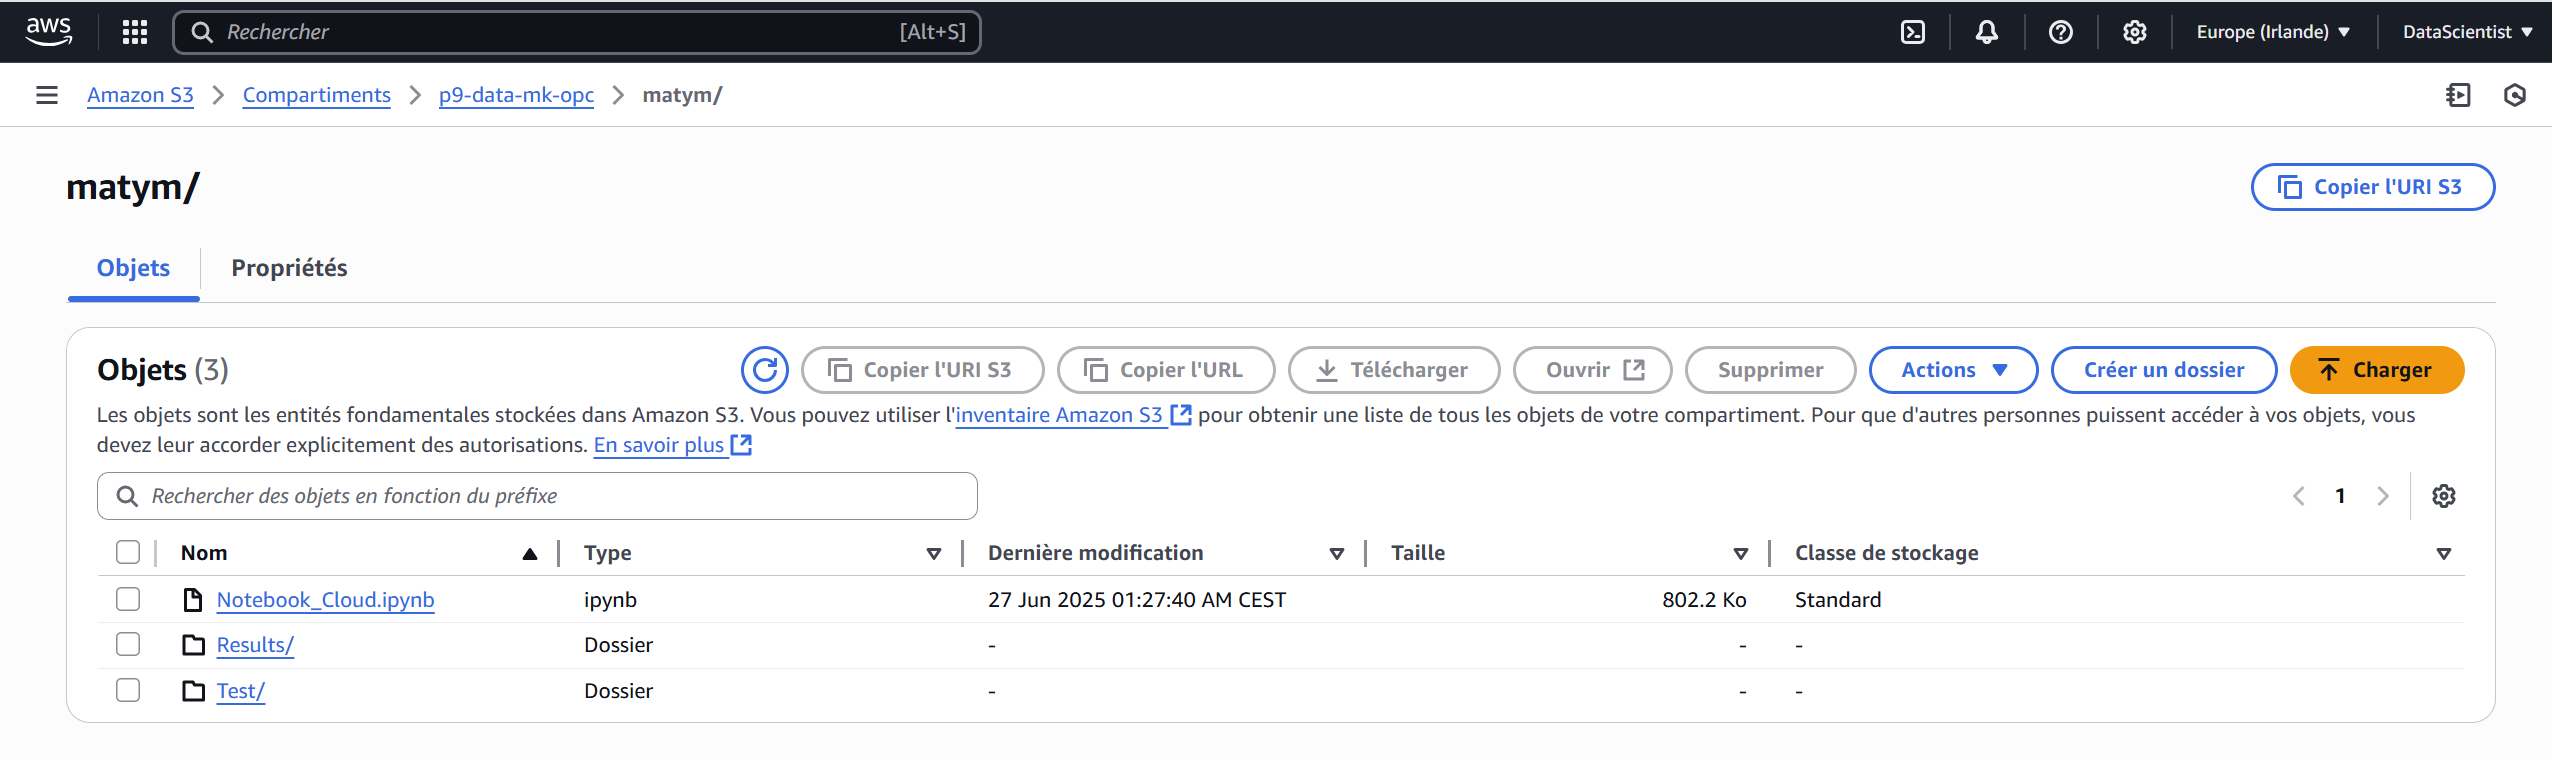 aws Rechercher [Alt+S] Europe (Irlande) DataScientist
Amazon S3 Compartiments p9-data-mk-opc matym/
matym/ Copier l'URI S3
Objets Propriétés
Objets (3) Copier l'URI S3 Copier l'URL Télécharger Ouvrir Supprimer Actions Créer un dossier Charger
Les objets sont les entités fondamentales stockées dans Amazon S3. Vous pouvez utiliser l'inventaire Amazon S3 pour obtenir une liste de tous les objets de votre compartiment. Pour que d'autres personnes puissent accéder à vos objets, vous
devez leur accorder explicitement des autorisations. En savoir plus
Rechercher des objets en fonction du préfixe 1
Nom Type Dernière modification Taille Classe de stockage
Notebook_Cloud.ipynb ipynb 27 Jun 2025 01:27:40 AM CEST 802.2 Ko Standard
Results/ Dossier - - -
Test/ Dossier - - -